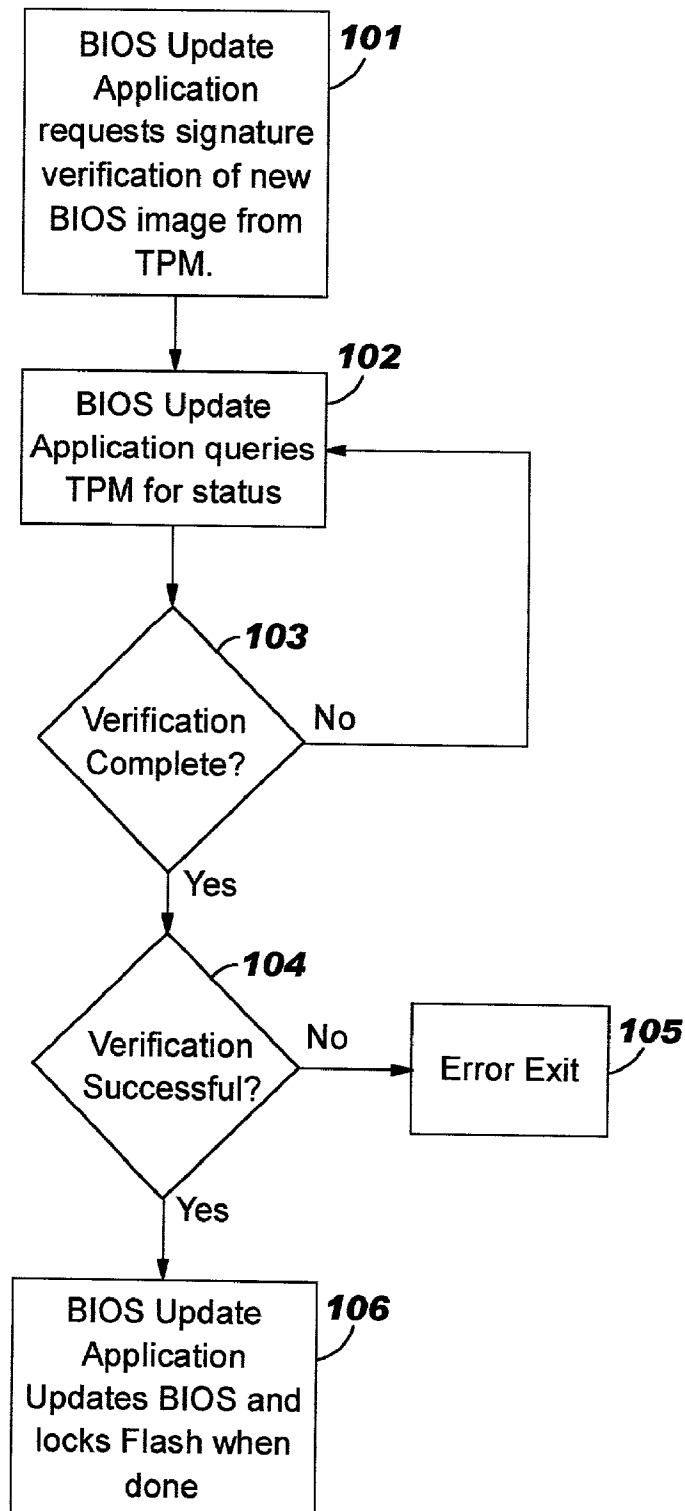 101
BIOS Update
Application
requests signature
verification of new
BIOS image from
TPM.
102
BIOS Update
Application queries
TPM for status
103
Verification
Complete?
No
Yes
104
Verification
Successful?
No
105
Error Exit
Yes
106
BIOS Update
Application
Updates BIOS and
locks Flash when
done